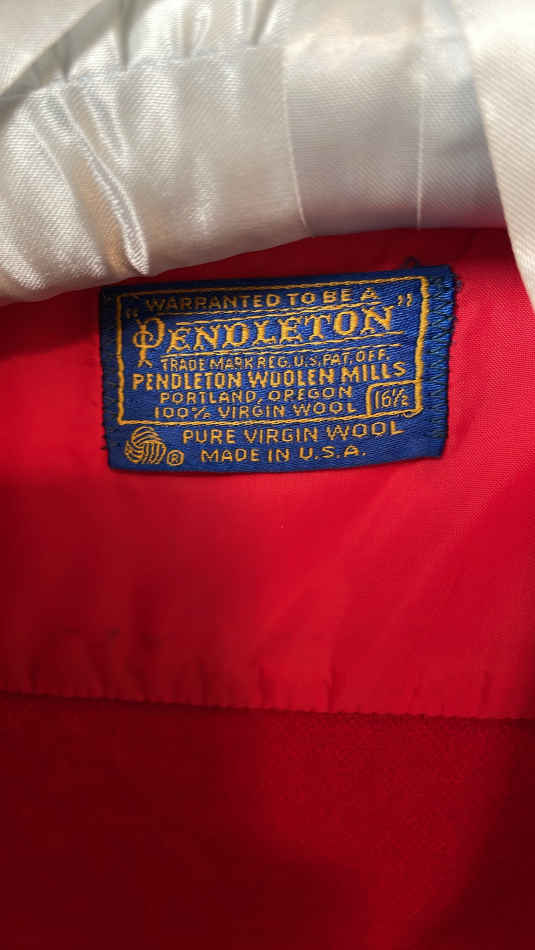 "WARRANTED TO BE A"
PENDLETON
TRADE MARK REG. U.S. PAT. OFF.
PENDLETON WOOLEN MILLS
PORTLAND, OREGON
100% VIRGIN WOOL 16½
PURE VIRGIN WOOL
® MADE IN U.S.A.